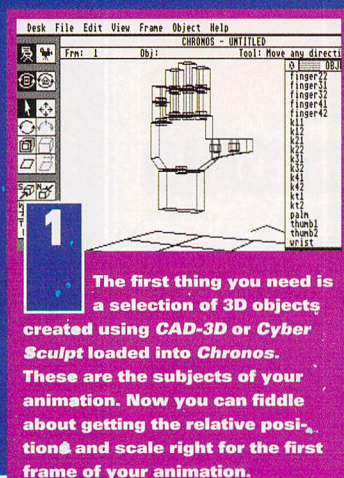 Desk File Edit View Frame Object Help
CHRONOS - UNTITLED
Frm: 1 Obj: Tool: Move any directi
OBJ
finger22
finger31
finger32
finger41
finger42
k11
k12
k21
k22
k31
k32
k41
k42
kt1
kt2
palm
thumb1
thumb2
wrist
1
The first thing you need is
a selection of 3D objects
created using CAD-3D or Cyber
Sculpt loaded into Chronos.
These are the subjects of your
animation. Now you can fiddle
about getting the relative posi-
tions and scale right for the first
frame of your animation.